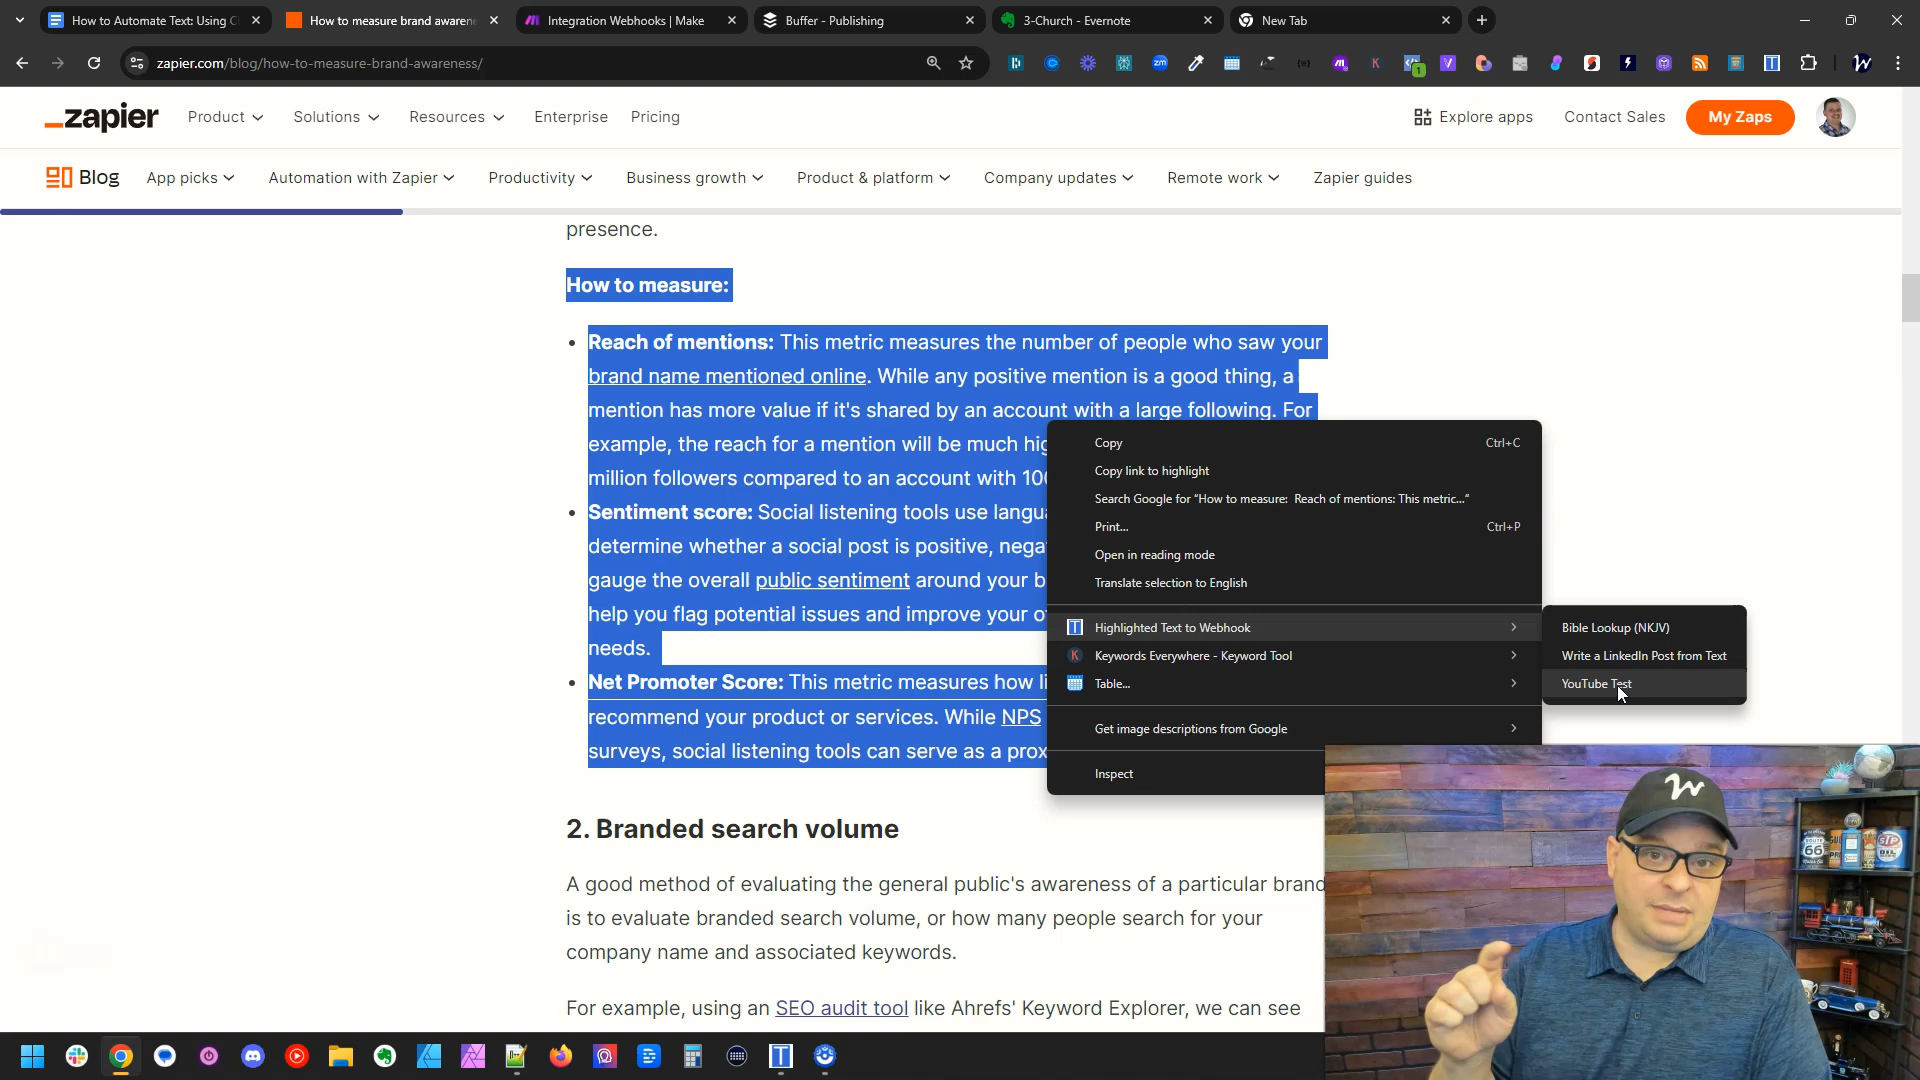 How to Automate Text: Using C
How to measure brand awaren
Integration Webhooks | Make
Buffer - Publishing
3-Church - Evernote
New Tab
zapier.com/blog/how-to-measure-brand-awareness/
zapier
Product
Solutions
Resources
Enterprise
Pricing
Explore apps
Contact Sales
My Zaps
Blog
App picks
Automation with Zapier
Productivity
Business growth
Product & platform
Company updates
Remote work
Zapier guides
presence.
How to measure:
Reach of mentions: This metric measures the number of people who saw your
brand name mentioned online. While any positive mention is a good thing, a
mention has more value if it's shared by an account with a large following. For
example, the reach for a mention will be much hig
million followers compared to an account with 10
Sentiment score: Social listening tools use langua
determine whether a social post is positive, nega
gauge the overall public sentiment around your b
help you flag potential issues and improve your o
needs.
Net Promoter Score: This metric measures how li
recommend your product or services. While NPS
surveys, social listening tools can serve as a prox
Copy Ctrl+C
Copy link to highlight
Search Google for “How to measure: Reach of mentions: This metric...”
Print... Ctrl+P
Open in reading mode
Translate selection to English
Highlighted Text to Webhook
Keywords Everywhere - Keyword Tool
Table...
Get image descriptions from Google
Inspect
Bible Lookup (NKJV)
Write a LinkedIn Post from Text
YouTube Test
2. Branded search volume
A good method of evaluating the general public's awareness of a particular brand
is to evaluate branded search volume, or how many people search for your
company name and associated keywords.
For example, using an SEO audit tool like Ahrefs' Keyword Explorer, we can see
ROUTE
66
STP
OIL